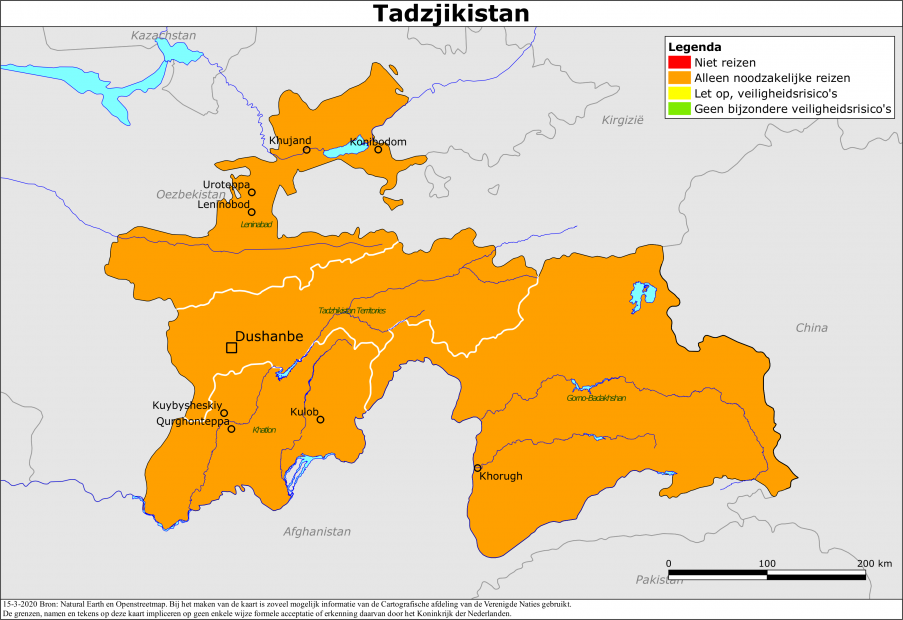 Tadzjikistan
Kazachstan
Legenda
Niet reizen
Alleen noodzakelijke reizen
Let op, veiligheidsrisico's
Geen bijzondere veiligheidsrisico's
Kirgizië
Khujand
Konibodom
Uroteppa
Oezbekistan
Leninobod
Leninabad
Tadzhikistan Territories
China
Dushanbe
Gorno-Badakhshan
Kuybysheskiy
Kulob
Qurghonteppa
Khatlon
Khorugh
Afghanistan
0 100 200 km
Pakistan
15-3-2020 Bron: Natural Earth en Openstreetmap. Bij het maken van de kaart is zoveel mogelijk informatie van de Cartografische afdeling van de Verenigde Naties gebruikt.
De grenzen, namen en tekens op deze kaart impliceren op geen enkele wijze formele acceptatie of erkenning daarvan door het Koninkrijk der Nederlanden.